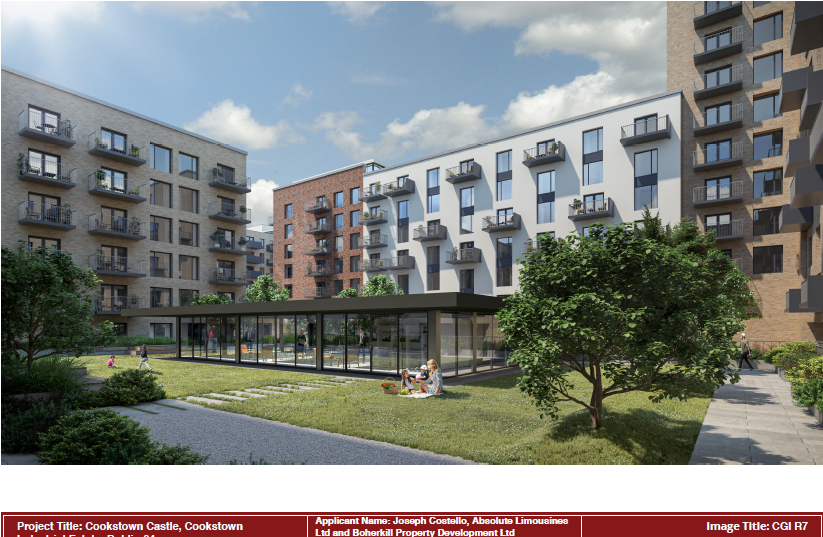 Project Title: Cookstown Castle, Cookstown
Applicant Name: Joseph Costello, Absolute Limousines
Ltd and Boherkill Property Development Ltd
Image Title: CGI R7